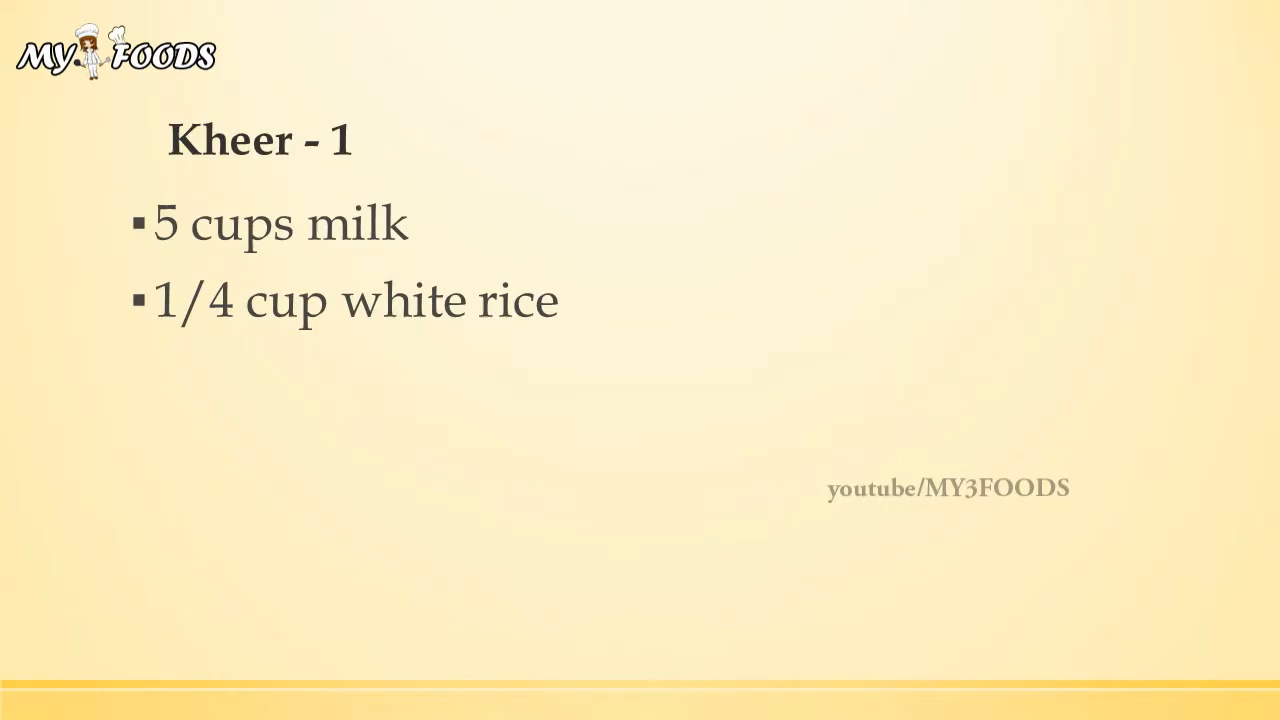 MY FOODS
Kheer - 1
▪5 cups milk
▪1/4 cup white rice
youtube/MY3FOODS